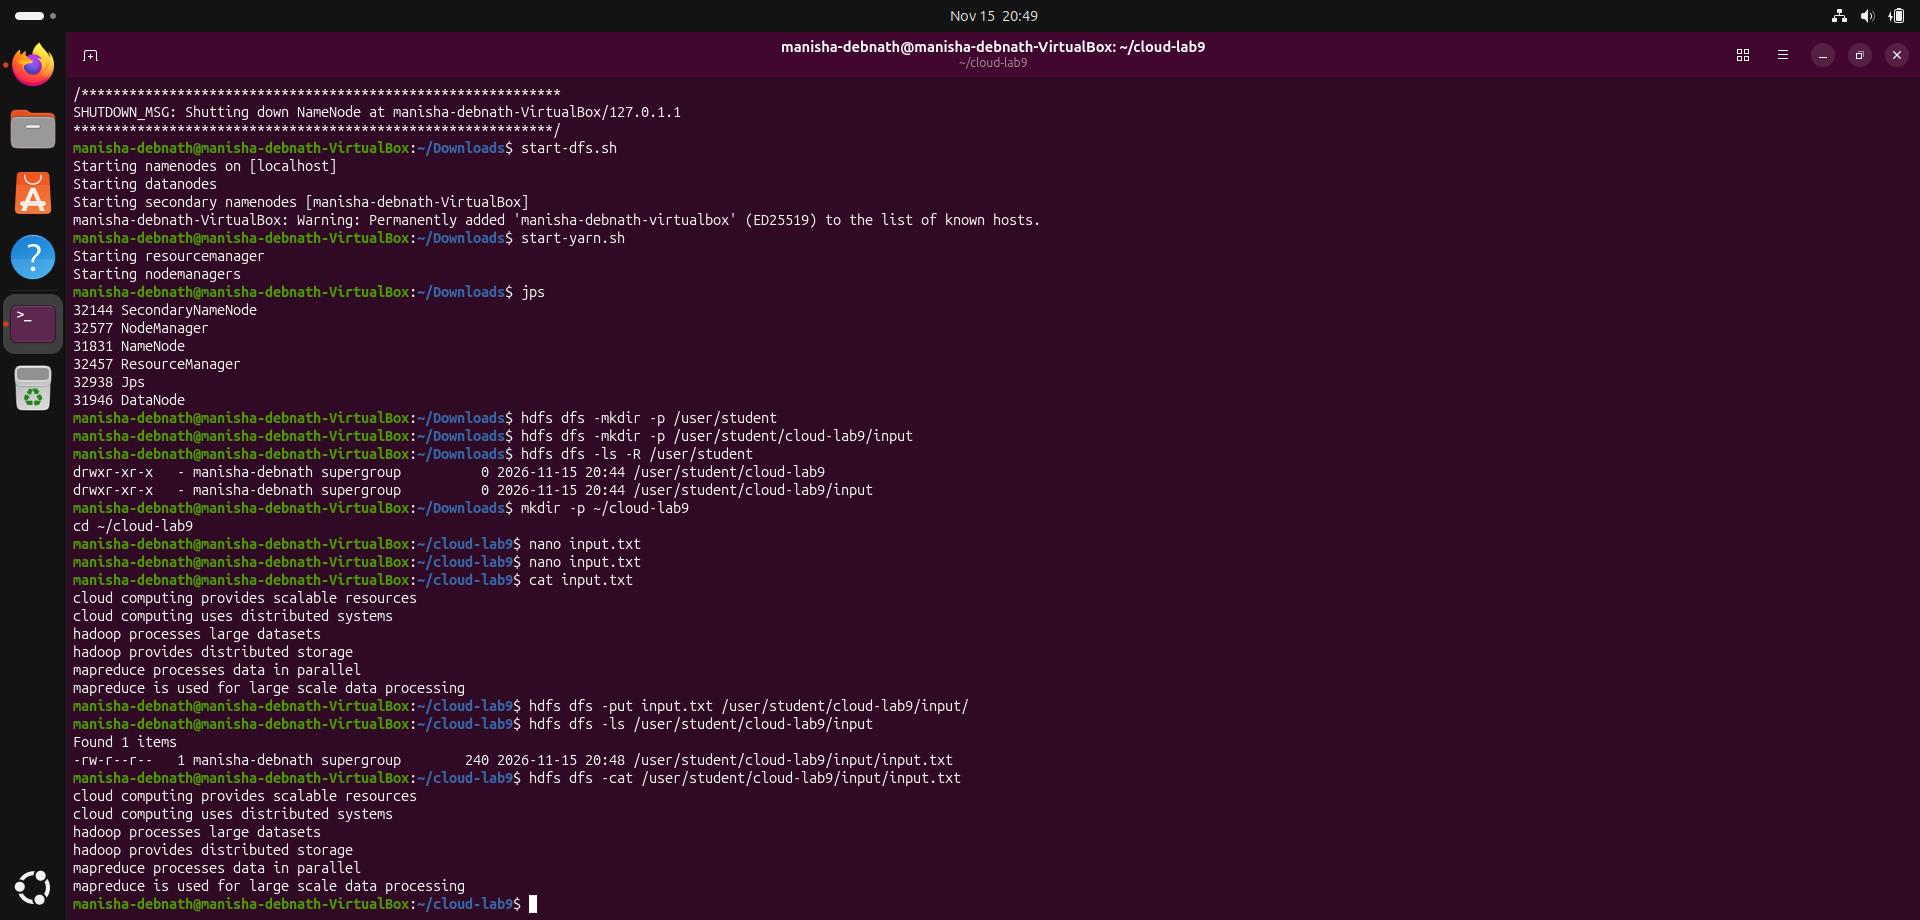 Nov 15 20:49
manisha-debnath@manisha-debnath-VirtualBox: ~/cloud-lab9
~/cloud-lab9
/************************************************************
SHUTDOWN_MSG: Shutting down NameNode at manisha-debnath-VirtualBox/127.0.1.1
************************************************************/
manisha-debnath@manisha-debnath-VirtualBox:~/Downloads$ start-dfs.sh
Starting namenodes on [localhost]
Starting datanodes
Starting secondary namenodes [manisha-debnath-VirtualBox]
manisha-debnath-VirtualBox: Warning: Permanently added 'manisha-debnath-virtualbox' (ED25519) to the list of known hosts.
manisha-debnath@manisha-debnath-VirtualBox:~/Downloads$ start-yarn.sh
Starting resourcemanager
Starting nodemanagers
manisha-debnath@manisha-debnath-VirtualBox:~/Downloads$ jps
32144 SecondaryNameNode
32577 NodeManager
31831 NameNode
32457 ResourceManager
32938 Jps
31946 DataNode
manisha-debnath@manisha-debnath-VirtualBox:~/Downloads$ hdfs dfs -mkdir -p /user/student
manisha-debnath@manisha-debnath-VirtualBox:~/Downloads$ hdfs dfs -mkdir -p /user/student/cloud-lab9/input
manisha-debnath@manisha-debnath-VirtualBox:~/Downloads$ hdfs dfs -ls -R /user/student
drwxr-xr-x   - manisha-debnath supergroup          0 2026-11-15 20:44 /user/student/cloud-lab9
drwxr-xr-x   - manisha-debnath supergroup          0 2026-11-15 20:44 /user/student/cloud-lab9/input
manisha-debnath@manisha-debnath-VirtualBox:~/Downloads$ mkdir -p ~/cloud-lab9
cd ~/cloud-lab9
manisha-debnath@manisha-debnath-VirtualBox:~/cloud-lab9$ nano input.txt
manisha-debnath@manisha-debnath-VirtualBox:~/cloud-lab9$ nano input.txt
manisha-debnath@manisha-debnath-VirtualBox:~/cloud-lab9$ cat input.txt
cloud computing provides scalable resources
cloud computing uses distributed systems
hadoop processes large datasets
hadoop provides distributed storage
mapreduce processes data in parallel
mapreduce is used for large scale data processing
manisha-debnath@manisha-debnath-VirtualBox:~/cloud-lab9$ hdfs dfs -put input.txt /user/student/cloud-lab9/input/
manisha-debnath@manisha-debnath-VirtualBox:~/cloud-lab9$ hdfs dfs -ls /user/student/cloud-lab9/input
Found 1 items
-rw-r--r--   1 manisha-debnath supergroup        240 2026-11-15 20:48 /user/student/cloud-lab9/input/input.txt
manisha-debnath@manisha-debnath-VirtualBox:~/cloud-lab9$ hdfs dfs -cat /user/student/cloud-lab9/input/input.txt
cloud computing provides scalable resources
cloud computing uses distributed systems
hadoop processes large datasets
hadoop provides distributed storage
mapreduce processes data in parallel
mapreduce is used for large scale data processing
manisha-debnath@manisha-debnath-VirtualBox:~/cloud-lab9$